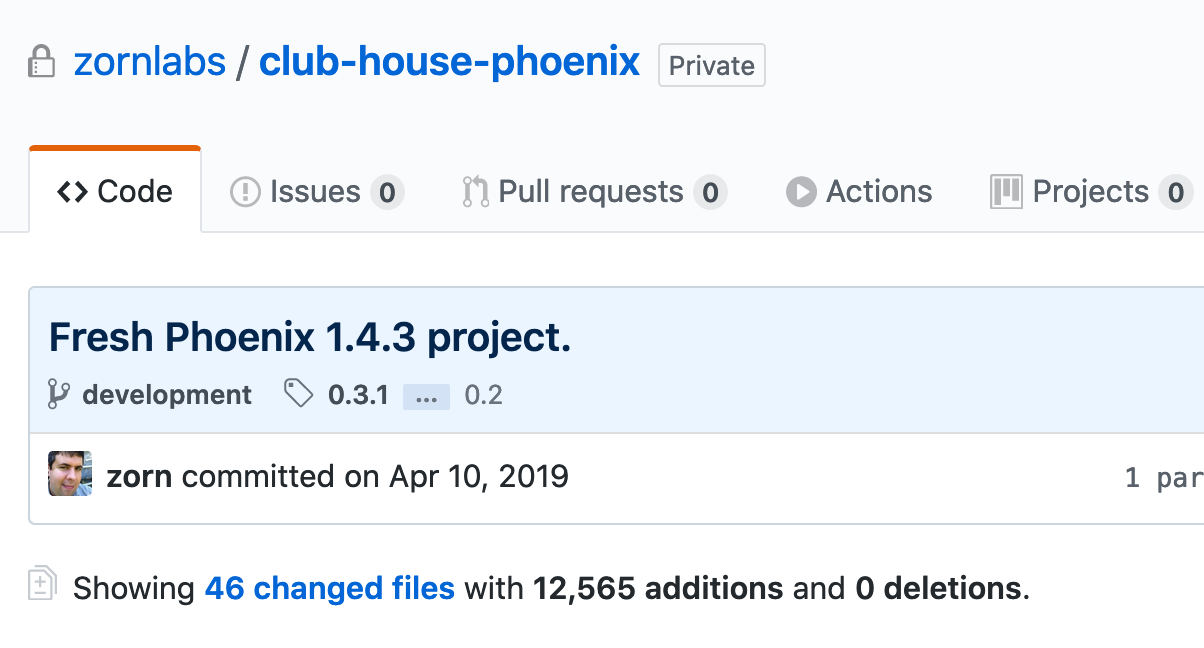 zornlabs / club-house-phoenix Private
Code Issues 0 Pull requests 0 Actions Projects 0
Fresh Phoenix 1.4.3 project.
development 0.3.1 ... 0.2
zorn committed on Apr 10, 2019 1 par
Showing 46 changed files with 12,565 additions and 0 deletions.